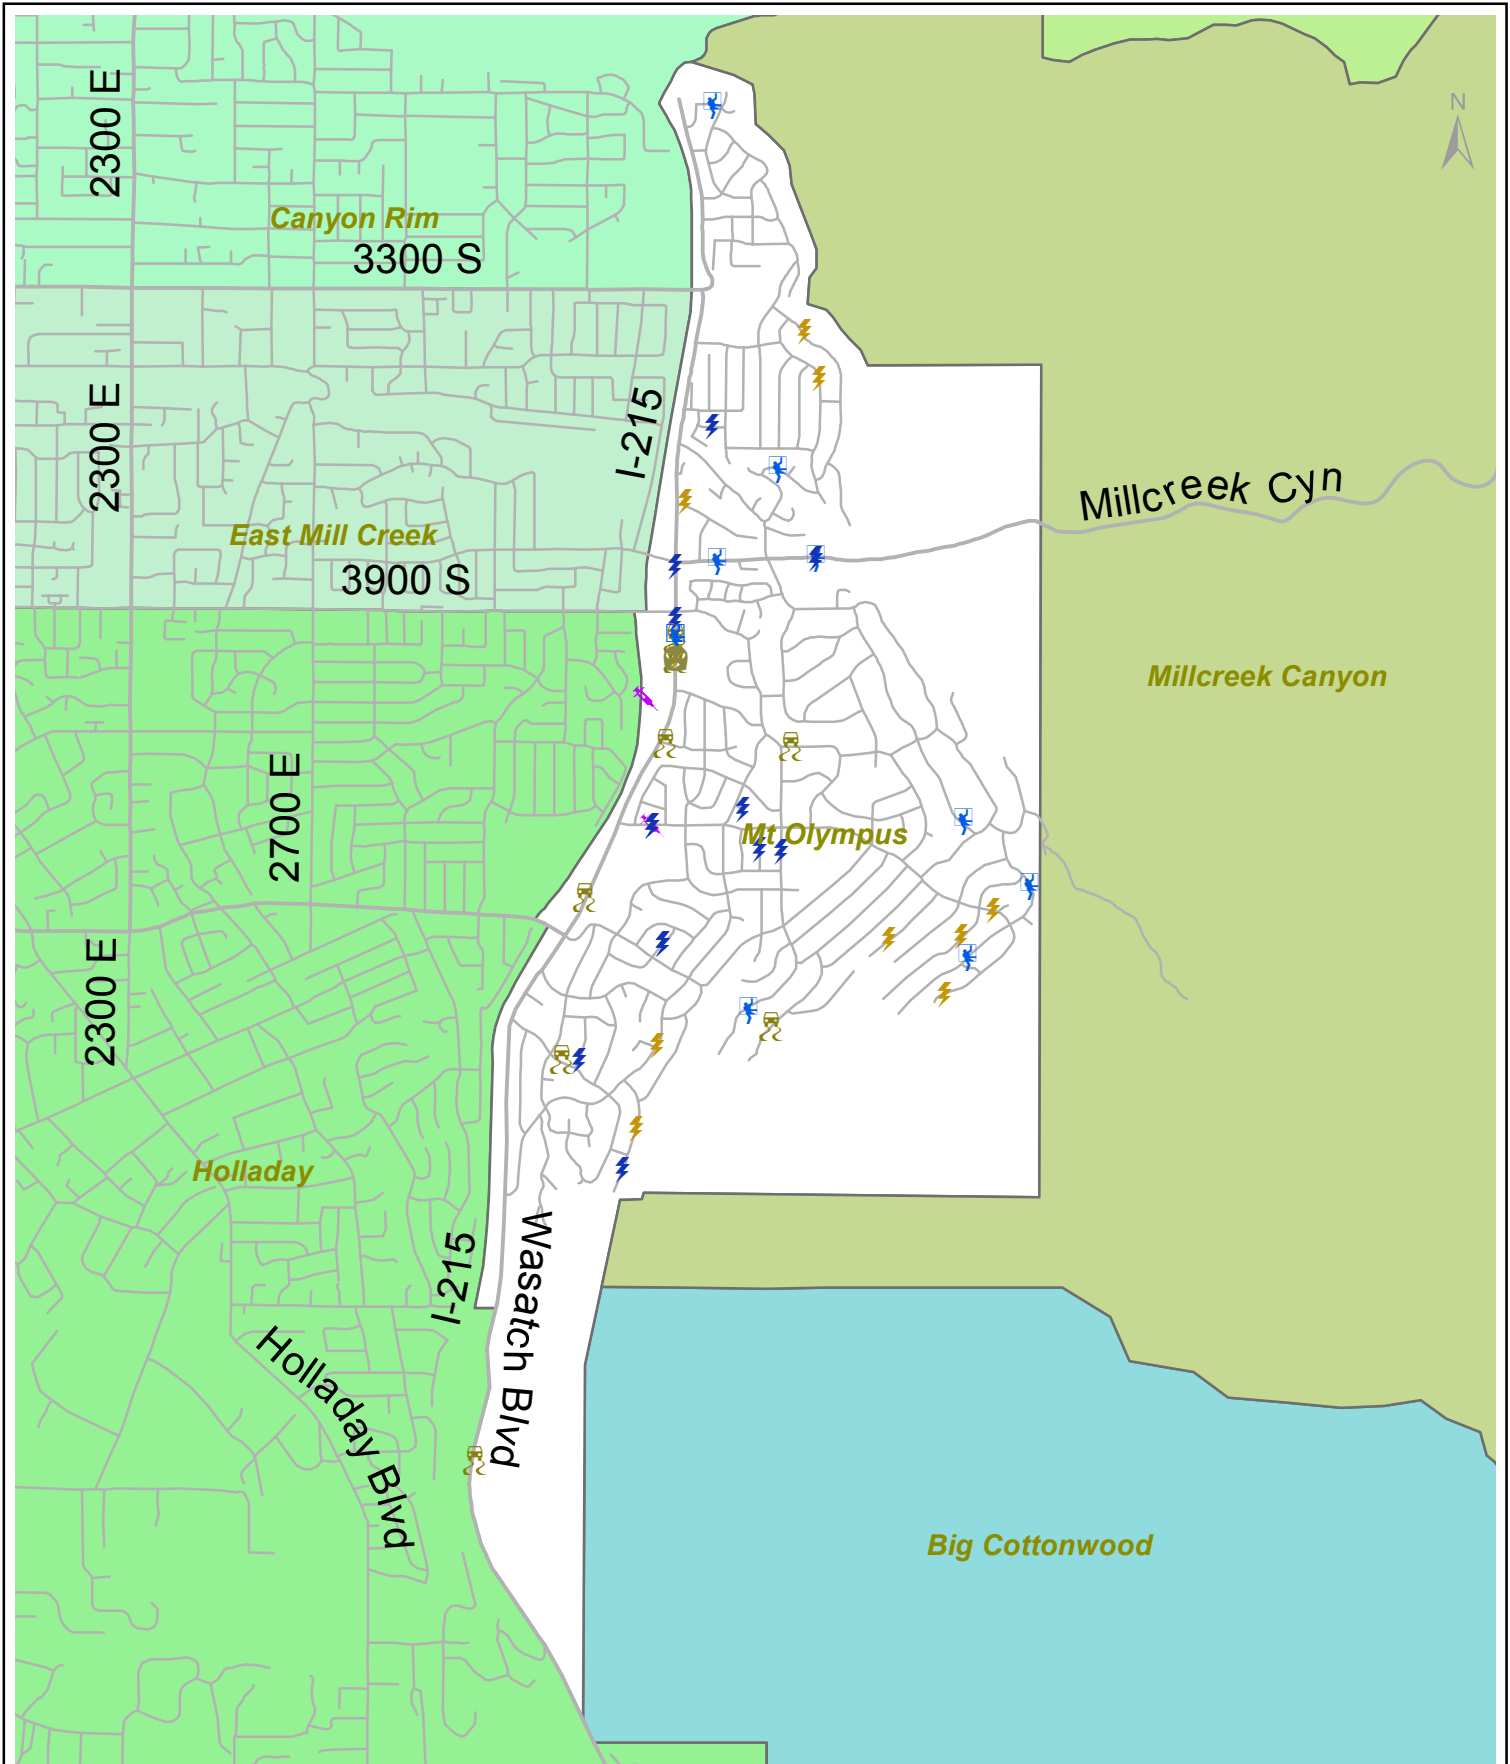 N
2300 E
Canyon Rim
3300 S
2300 E
I-215
Millcreek Cyn
East Mill Creek
3900 S
Millcreek Canyon
2700 E
Mt Olympus
2300 E
Holladay
I-215
Wasatch Blvd
Holladay Blvd
Big Cottonwood